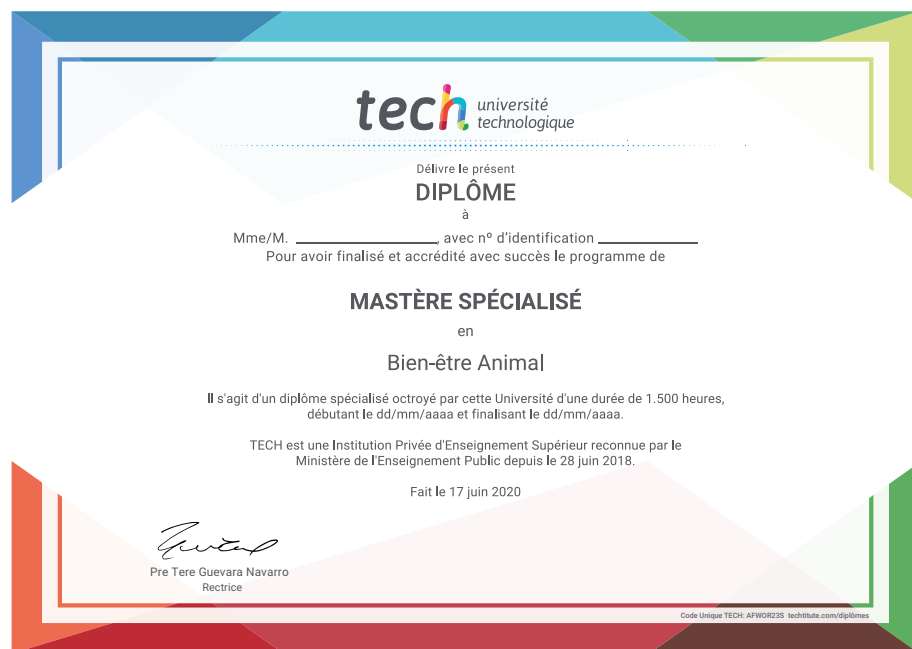 tech université
technologique
Délivre le présent
DIPLÔME
à
Mme/M. ____________________, avec nº d'identification ______________
Pour avoir finalisé et accrédité avec succès le programme de
MASTÈRE SPÉCIALISÉ
en
Bien-être Animal
Il s'agit d'un diplôme spécialisé octroyé par cette Université d'une durée de 1.500 heures,
débutant le dd/mm/aaaa et finalisant le dd/mm/aaaa.
TECH est une Institution Privée d'Enseignement Supérieur reconnue par le
Ministère de l'Enseignement Public depuis le 28 juin 2018.
Fait le 17 juin 2020
Pre Tere Guevara Navarro
Rectrice
Code Unique TECH: AFWOR23S techtitute.com/diplômes